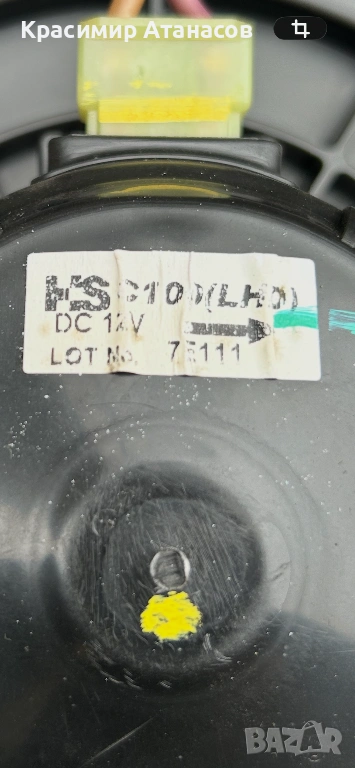 Красимир Атанасов
HS C100(LHD)
DC 12V
LOT No. 75111
BAZAR